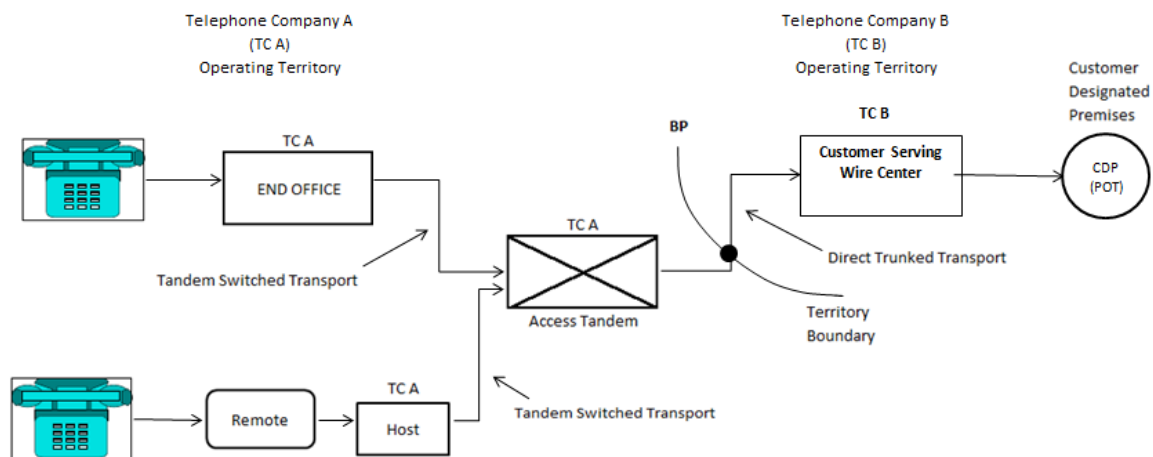 Telephone Company A
(TC A)
Operating Territory
Telephone Company B
(TC B)
Operating Territory
Customer
Designated
Premises
BP
TC B
TC A
END OFFICE
Customer Serving
Wire Center
CDP
(POT)
TC A
Tandem Switched Transport
Direct Trunked Transport
Access Tandem
Territory
Boundary
TC A
Remote
Host
Tandem Switched Transport